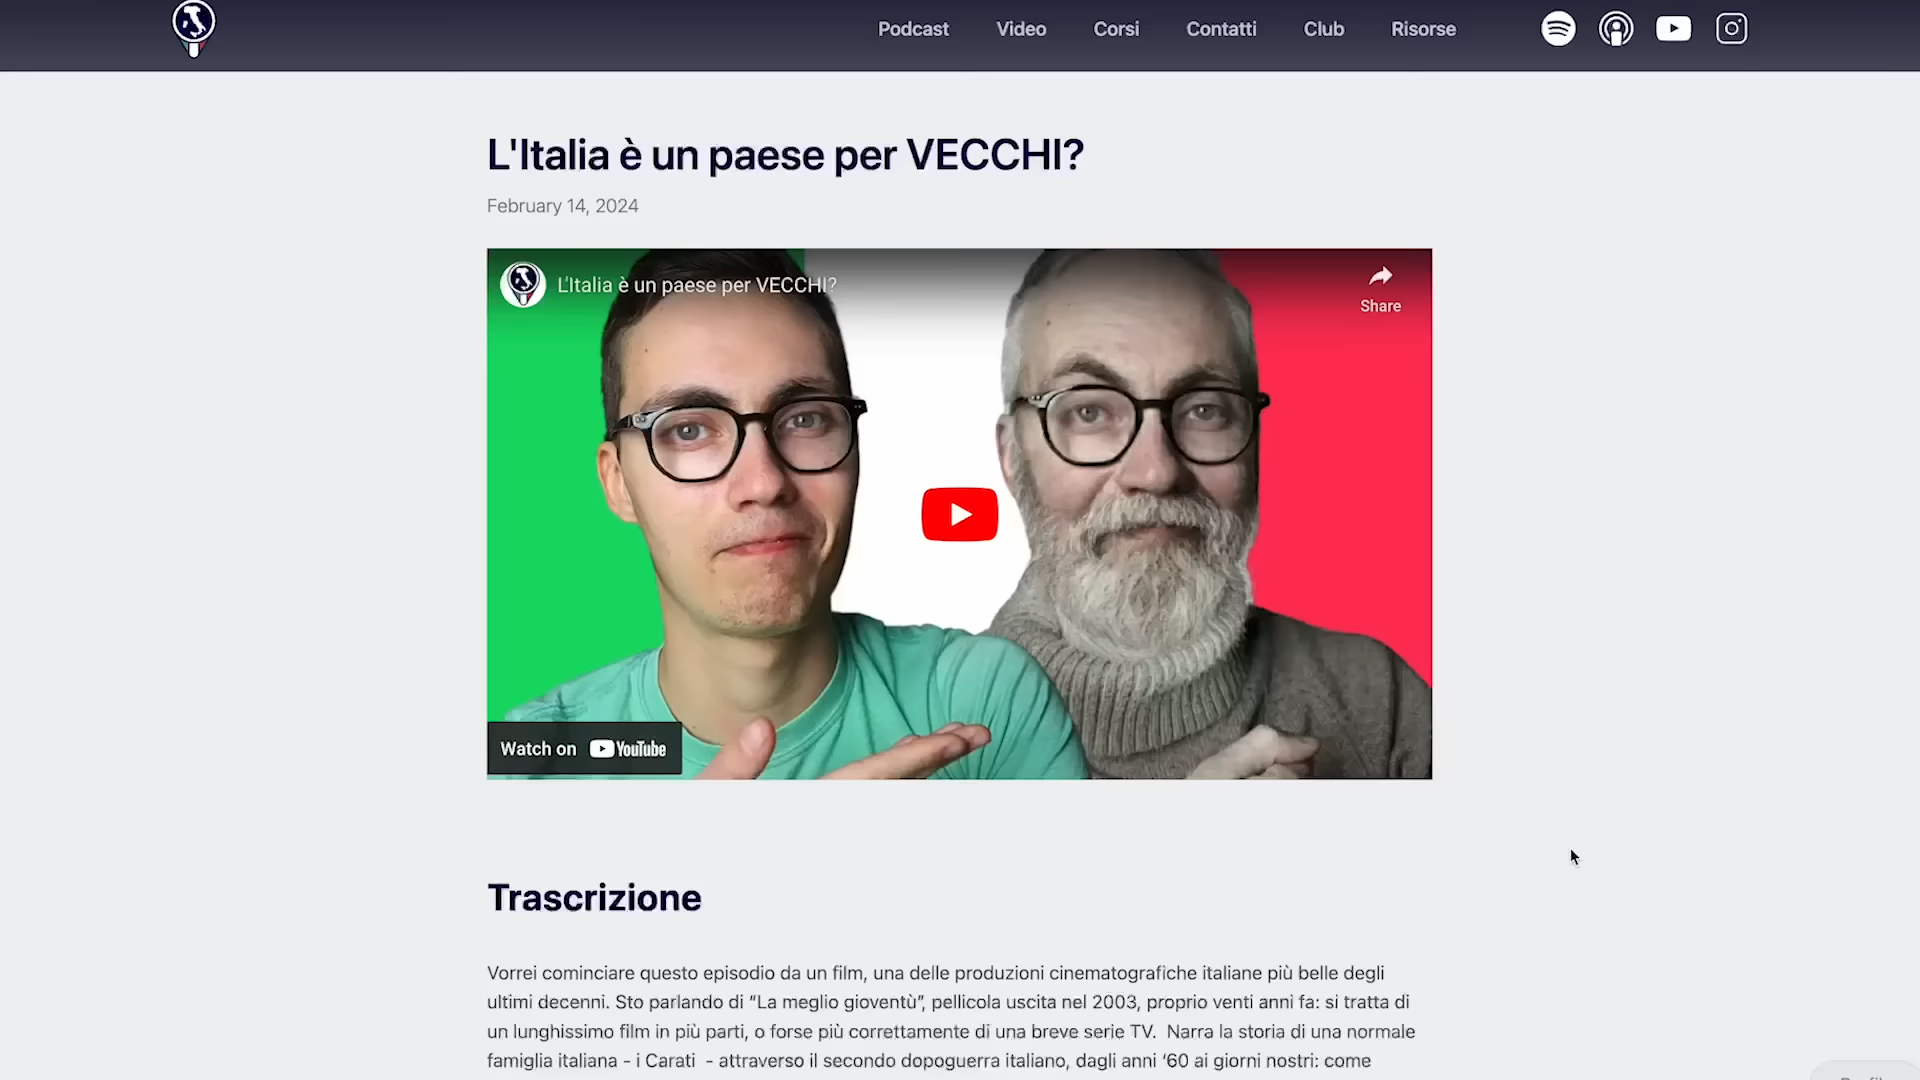 Podcast Video Corsi Contatti Club Risorse
L'Italia è un paese per VECCHI?
February 14, 2024
L'Italia è un paese per VECCHI?
Share
Watch on YouTube
Trascrizione
Vorrei cominciare questo episodio da un film, una delle produzioni cinematografiche italiane più belle degli
ultimi decenni. Sto parlando di “La meglio gioventù”, pellicola uscita nel 2003, proprio venti anni fa: si tratta di
un lunghissimo film in più parti, o forse più correttamente di una breve serie TV. Narra la storia di una normale
famiglia italiana - i Carati - attraverso il secondo dopoguerra italiano, dagli anni ‘60 ai giorni nostri: come